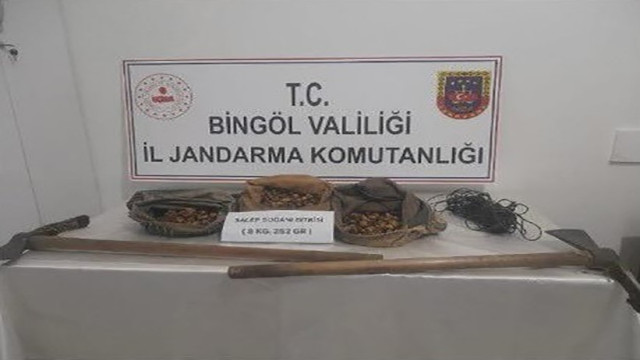 T.C.
BİNGÖL VALİLİĞİ
İL JANDARMA KOMUTANLIĞI
SALEP SOĞANI BİTKİSİ
( 8 KG. 252 GR )